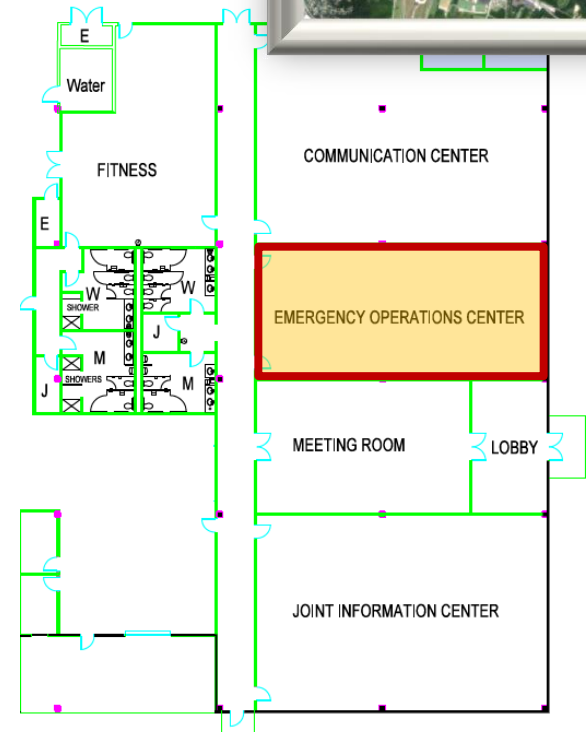 E
Water
FITNESS
COMMUNICATION CENTER
E
W
SHOWER
W
J
M
SHOWERS
M
J
EMERGENCY OPERATIONS CENTER
MEETING ROOM
LOBBY
JOINT INFORMATION CENTER